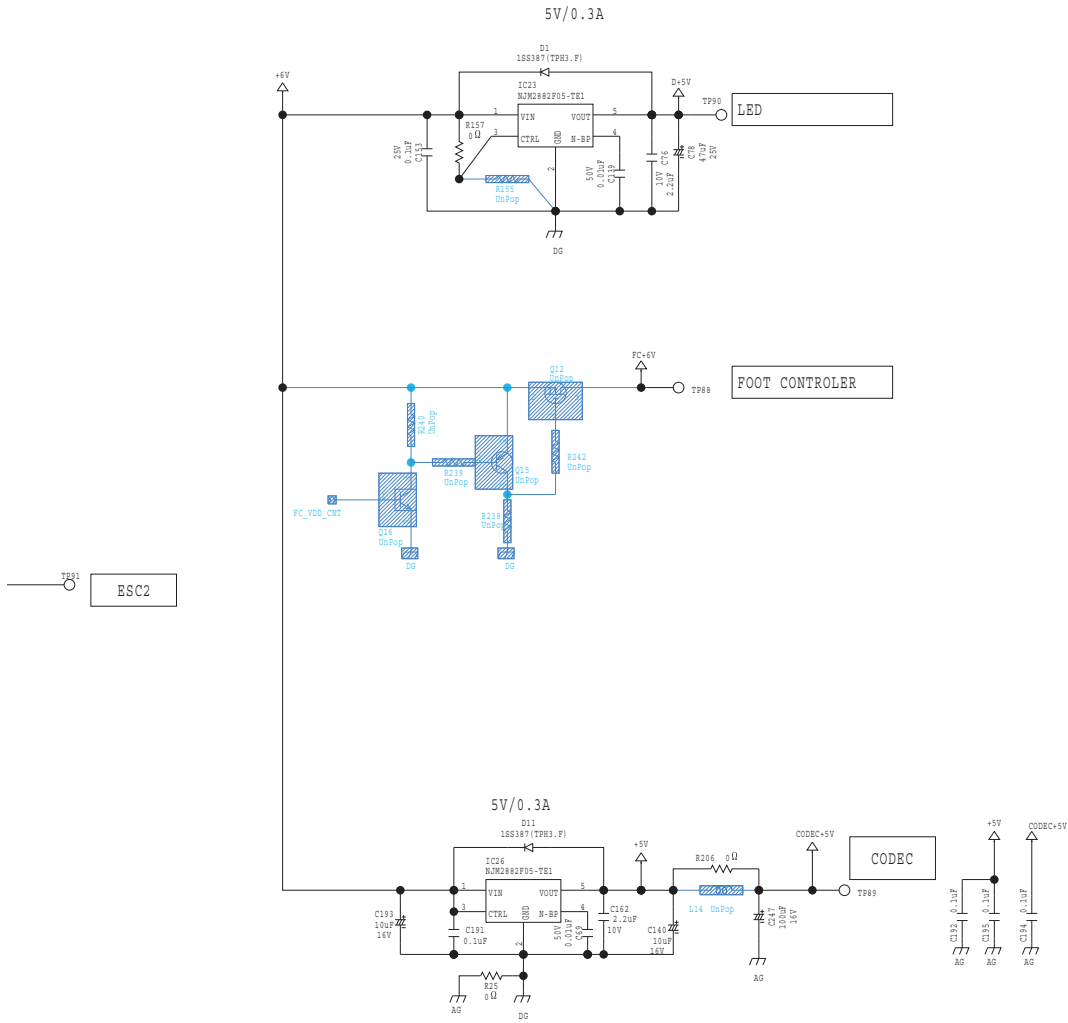 5V/0.3A
D1
1SS387(TPH3.F)
+6V
IC23
NJM2882F05-TE1
D+5V
TP90
LED
1
VIN
VOUT
5
R157
0Ω
3
CTRL
GND
N-BP
4
2
25V
0.1uF
C153
R155
UnPop
50V
0.01uF
C139
C76
10V
2.2uF
C78
47uF
25V
DG
FC+6V
Q12
UnPop
TP88
FOOT CONTROLER
R240
UnPop
R239
UnPop
Q15
UnPop
R242
UnPop
FC_VDD_CNT
R238
UnPop
Q16
UnPop
DG
DG
TP91
ESC2
5V/0.3A
D11
1SS387(TPH3.F)
IC26
NJM2882F05-TE1
+5V
R206
0Ω
CODEC+5V
CODEC
+5V
CODEC+5V
1
VIN
VOUT
5
TP89
3
CTRL
GND
N-BP
4
2
L14 UnPop
C193
10uF
16V
C191
0.1uF
50V
0.01uF
C69
C162
2.2uF
10V
C140
10uF
16V
C247
100uF
16V
C192
0.1uF
C195
0.1uF
C194
0.1uF
AG
AG
AG
AG
R25
0Ω
AG
DG